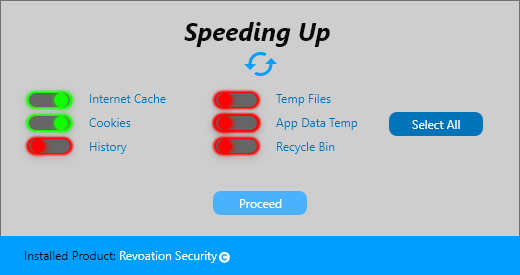 Speeding Up
Internet Cache
Temp Files
Cookies
App Data Temp
Select All
History
Recycle Bin
Proceed
Installed Product: Revoation Security ©